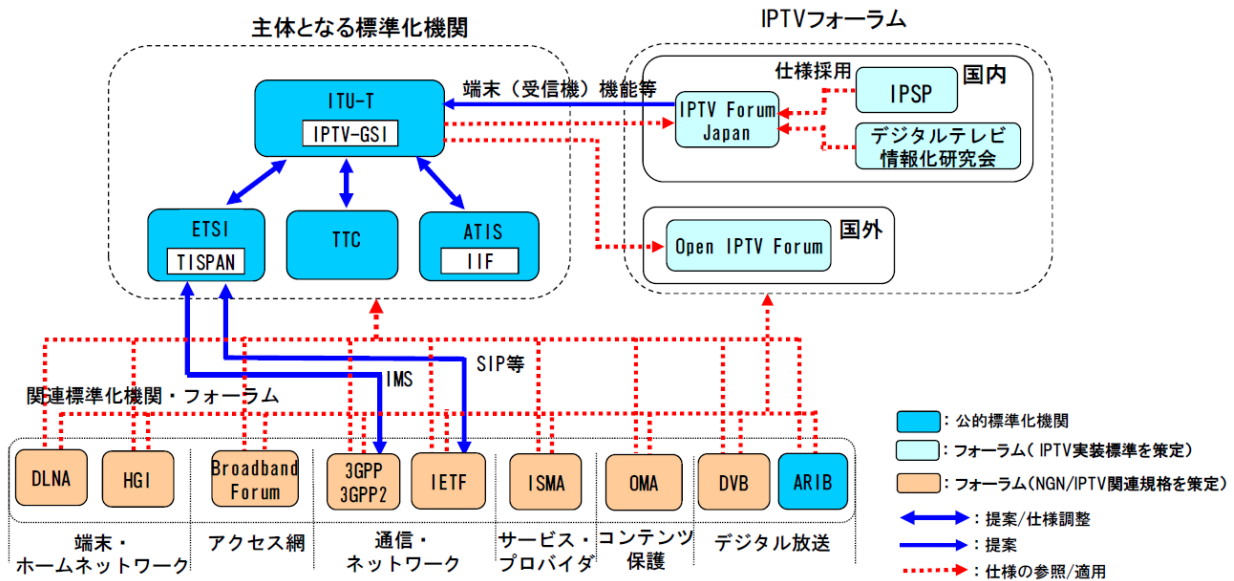 主体となる標準化機関
IPTVフォーラム
ITU-T
IPTV-GSI
端末（受信機）機能等
仕様採用
国内
IPTV Forum
Japan
IPSP
デジタルテレビ
情報化研究会
ETSI
TISPAN
TTC
ATIS
IIF
国外
Open IPTV Forum
SIP等
IMS
関連標準化機関・フォーラム
DLNA
HGI
Broadband
Forum
3GPP
3GPP2
IETF
ISMA
OMA
DVB
ARIB
端末・
ホームネットワーク
アクセス網
通信・
ネットワーク
サービス・
プロバイダ
コンテンツ
保護
デジタル放送
：公的標準化機関
：フォーラム（IPTV実装標準を策定）
：フォーラム(NGN/IPTV関連規格を策定)
：提案/仕様調整
：提案
：仕様の参照/適用